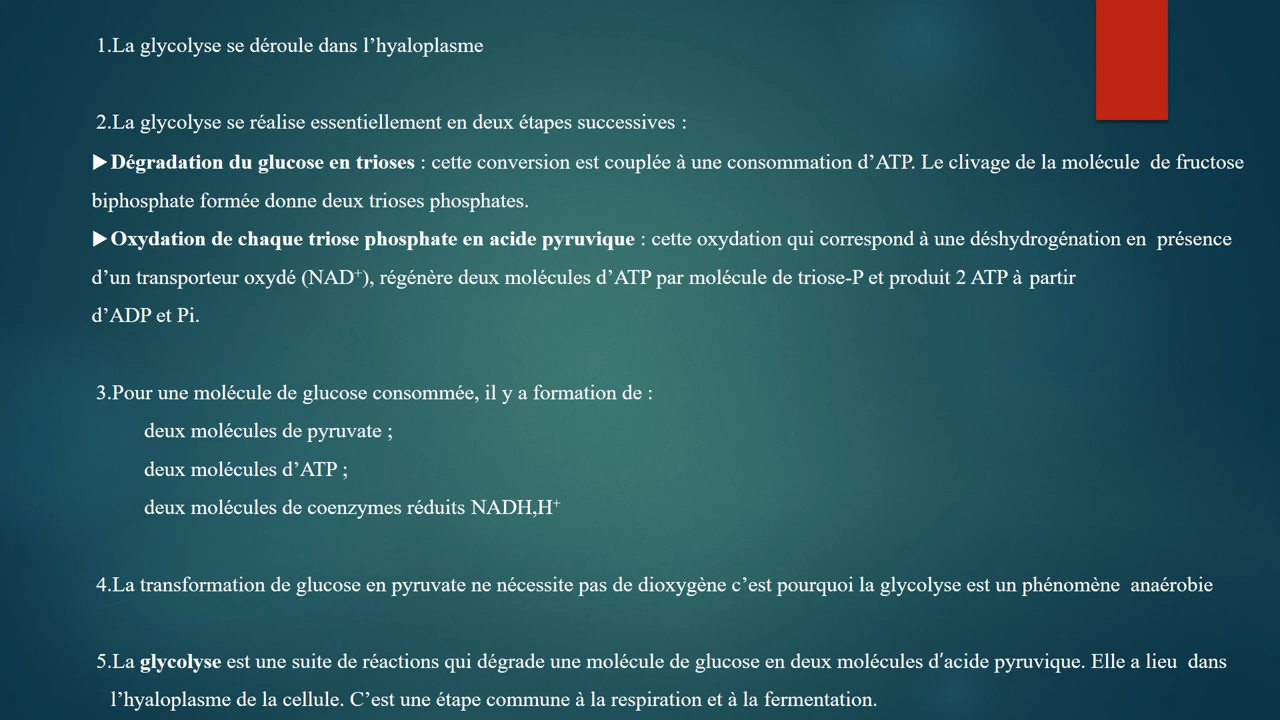 1.La glycolyse se déroule dans l’hyaloplasme
2.La glycolyse se réalise essentiellement en deux étapes successives :
▶Dégradation du glucose en trioses : cette conversion est couplée à une consommation d’ATP. Le clivage de la molécule de fructose
biphosphate formée donne deux trioses phosphates.
▶Oxydation de chaque triose phosphate en acide pyruvique : cette oxydation qui correspond à une déshydrogénation en présence
d’un transporteur oxydé (NAD⁺), régénère deux molécules d’ATP par molécule de triose-P et produit 2 ATP à partir
d’ADP et Pi.
3.Pour une molécule de glucose consommée, il y a formation de :
deux molécules de pyruvate ;
deux molécules d’ATP ;
deux molécules de coenzymes réduits NADH,H⁺
4.La transformation de glucose en pyruvate ne nécessite pas de dioxygène c’est pourquoi la glycolyse est un phénomène anaérobie
5.La glycolyse est une suite de réactions qui dégrade une molécule de glucose en deux molécules d'acide pyruvique. Elle a lieu dans
l’hyaloplasme de la cellule. C’est une étape commune à la respiration et à la fermentation.